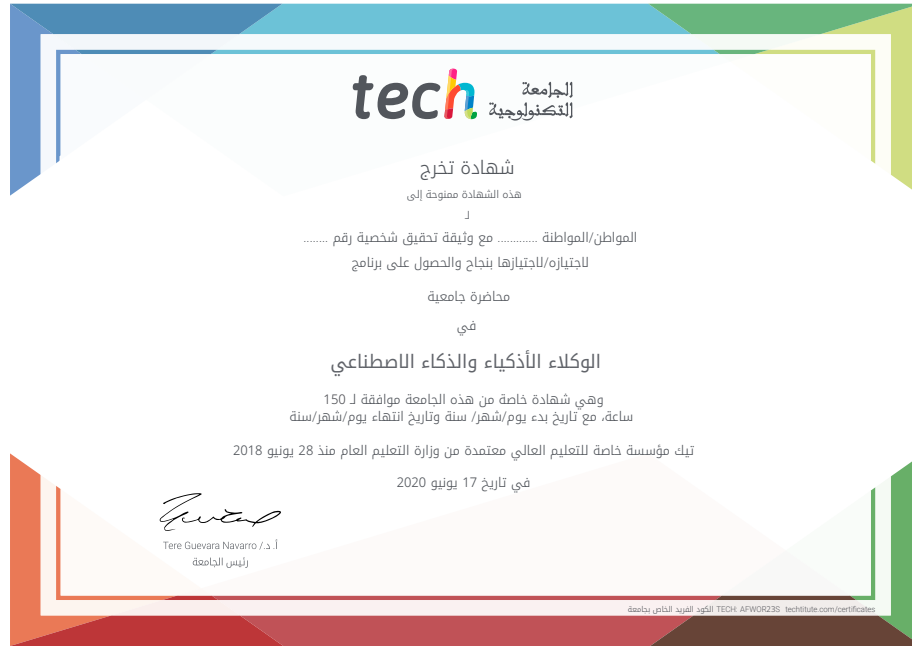 tech الجامعة
التكنولوجية
شهادة تخرج
هذه الشهادة ممنوحة إلى
لـ
المواطن/المواطنة ............ مع وثيقة تحقيق شخصية رقم ........
لاجتيازه/لاجتيازها بنجاح والحصول على برنامج
محاضرة جامعية
في
الوكلاء الأذكياء والذكاء الاصطناعي
وهي شهادة خاصة من هذه الجامعة موافقة لـ 150
ساعة، مع تاريخ بدء يوم/شهر/ سنة وتاريخ انتهاء يوم/شهر/سنة
تيك مؤسسة خاصة للتعليم العالي معتمدة من وزارة التعليم العام منذ 28 يونيو 2018
في تاريخ 17 يونيو 2020
أ. د./ Tere Guevara Navarro
رئيس الجامعة
الكود الفريد الخاص بجامعة TECH: AFWOR23S techtitute.com/certificates